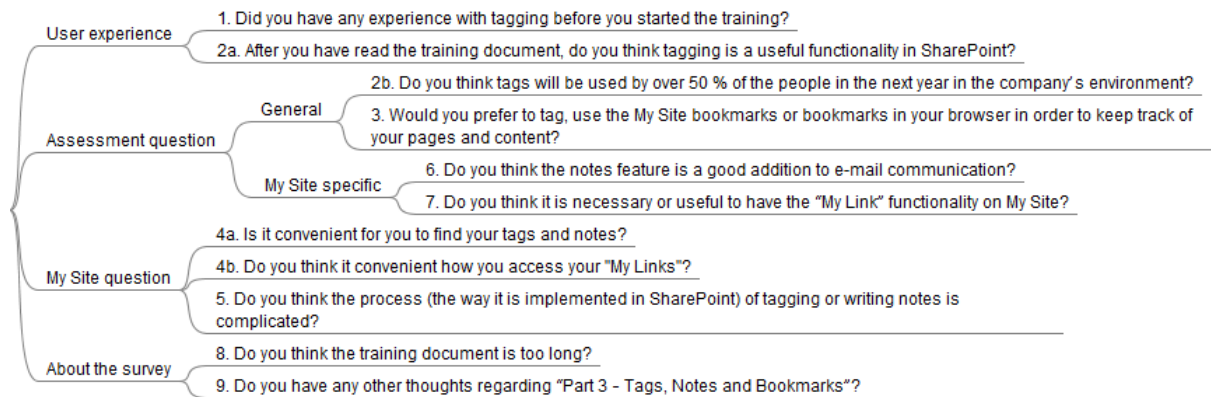 User experience
1. Did you have any experience with tagging before you started the training?
2a. After you have read the training document, do you think tagging is a useful functionality in SharePoint?
Assessment question
General
2b. Do you think tags will be used by over 50 % of the people in the next year in the company's environment?
3. Would you prefer to tag, use the My Site bookmarks or bookmarks in your browser in order to keep track of
your pages and content?
My Site specific
6. Do you think the notes feature is a good addition to e-mail communication?
7. Do you think it is necessary or useful to have the “My Link” functionality on My Site?
My Site question
4a. Is it convenient for you to find your tags and notes?
4b. Do you think it convenient how you access your "My Links"?
5. Do you think the process (the way it is implemented in SharePoint) of tagging or writing notes is
complicated?
About the survey
8. Do you think the training document is too long?
9. Do you have any other thoughts regarding “Part 3 - Tags, Notes and Bookmarks”?